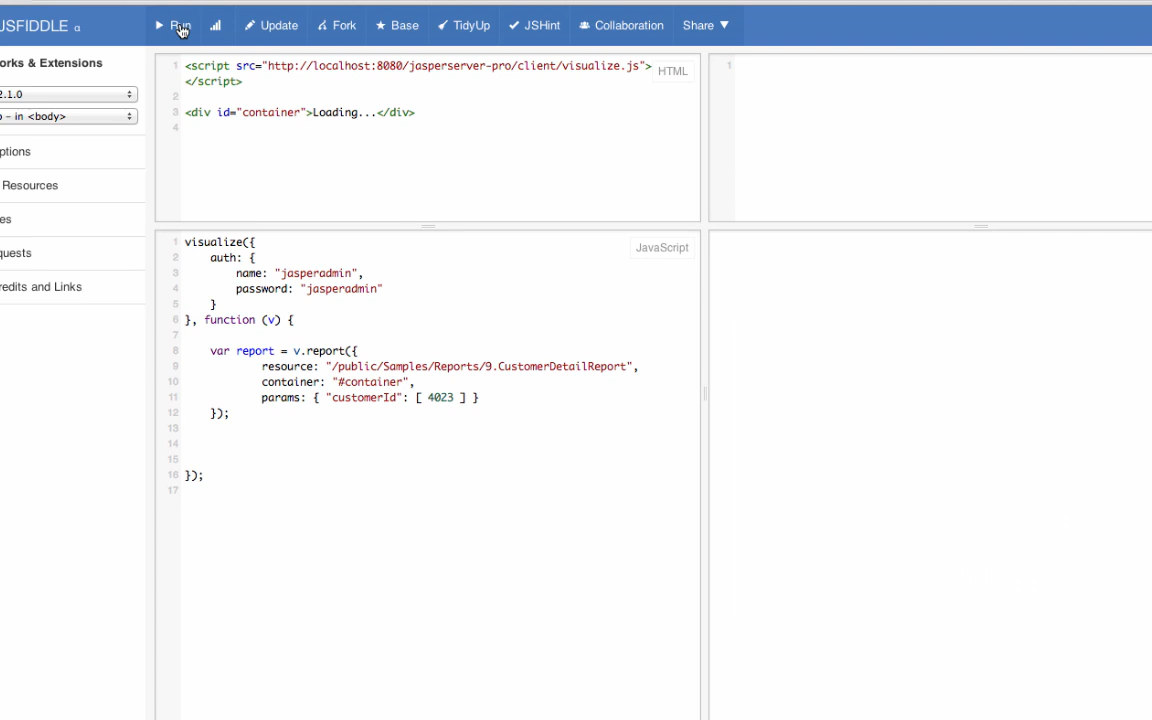 JSFIDDLE α
Run
Update
Fork
Base
TidyUp
JSHint
Collaboration
Share ▼
orks & Extensions
2.1.0
o - in <body>
ptions
Resources
es
quests
redits and Links
HTML
1 <script src="http://localhost:8080/jasperserver-pro/client/visualize.js">
</script>
2
3 <div id="container">Loading...</div>
4
1
JavaScript
1 visualize({
2 auth: {
3 name: "jasperadmin",
4 password: "jasperadmin"
5 }
6 }, function (v) {
7
8 var report = v.report({
9 resource: "/public/Samples/Reports/9.CustomerDetailReport",
10 container: "#container",
11 params: { "customerId": [ 4023 ] }
12 });
13
14
15
16 });
17